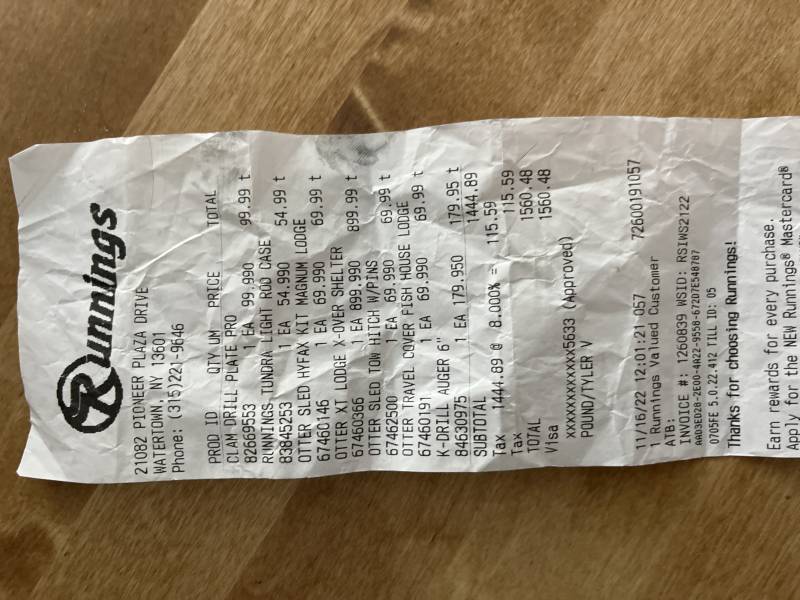 Runnings
21082 PIONEER PLAZA DRIVE
WATERTOWN, NY 13601
Phone: (315)221-9646
PROD ID QTY UM PRICE TOTAL
CLAM DRILL PLATE PRO
82669553 1 EA 99.990 99.99 t
RUNNINGS TUNDRA LIGHT ROD CASE
83845253 1 EA 54.990 54.99 t
OTTER SLED HYFAX KIT MAGNUM LODGE
67460146 1 EA 69.990 69.99 t
OTTER XT LODGE X-OVER SHELTER
67460366 1 EA 899.990 899.99 t
OTTER SLED TOW HITCH W/PINS
67462500 1 EA 69.990 69.99 t
OTTER TRAVEL COVER FISH HOUSE LODGE
67460191 1 EA 69.990 69.99 t
K-DRILL AUGER 6"
84630975 1 EA 179.950 179.95 t
SUBTOTAL 1444.89
Tax 1444.89 @ 8.000% = 115.59
Tax 115.59
TOTAL 1560.48
Visa 1560.48
XXXXXXXXXXXX5633 (Approved)
POUND/TYLER V
11/16/22 12:01:21 057 72600191057
1 Runnings Valued Customer
ATB:
INVOICE #: 1260839 WSID: RSIWS2122
AAD3ED28-2E00-4A22-9558-67207E548787
0705FE 5.0.22.412 TILL ID: 05
Thanks for choosing Runnings!
Earn rewards for every purchase.
Apply for the NEW Runnings® Mastercard®